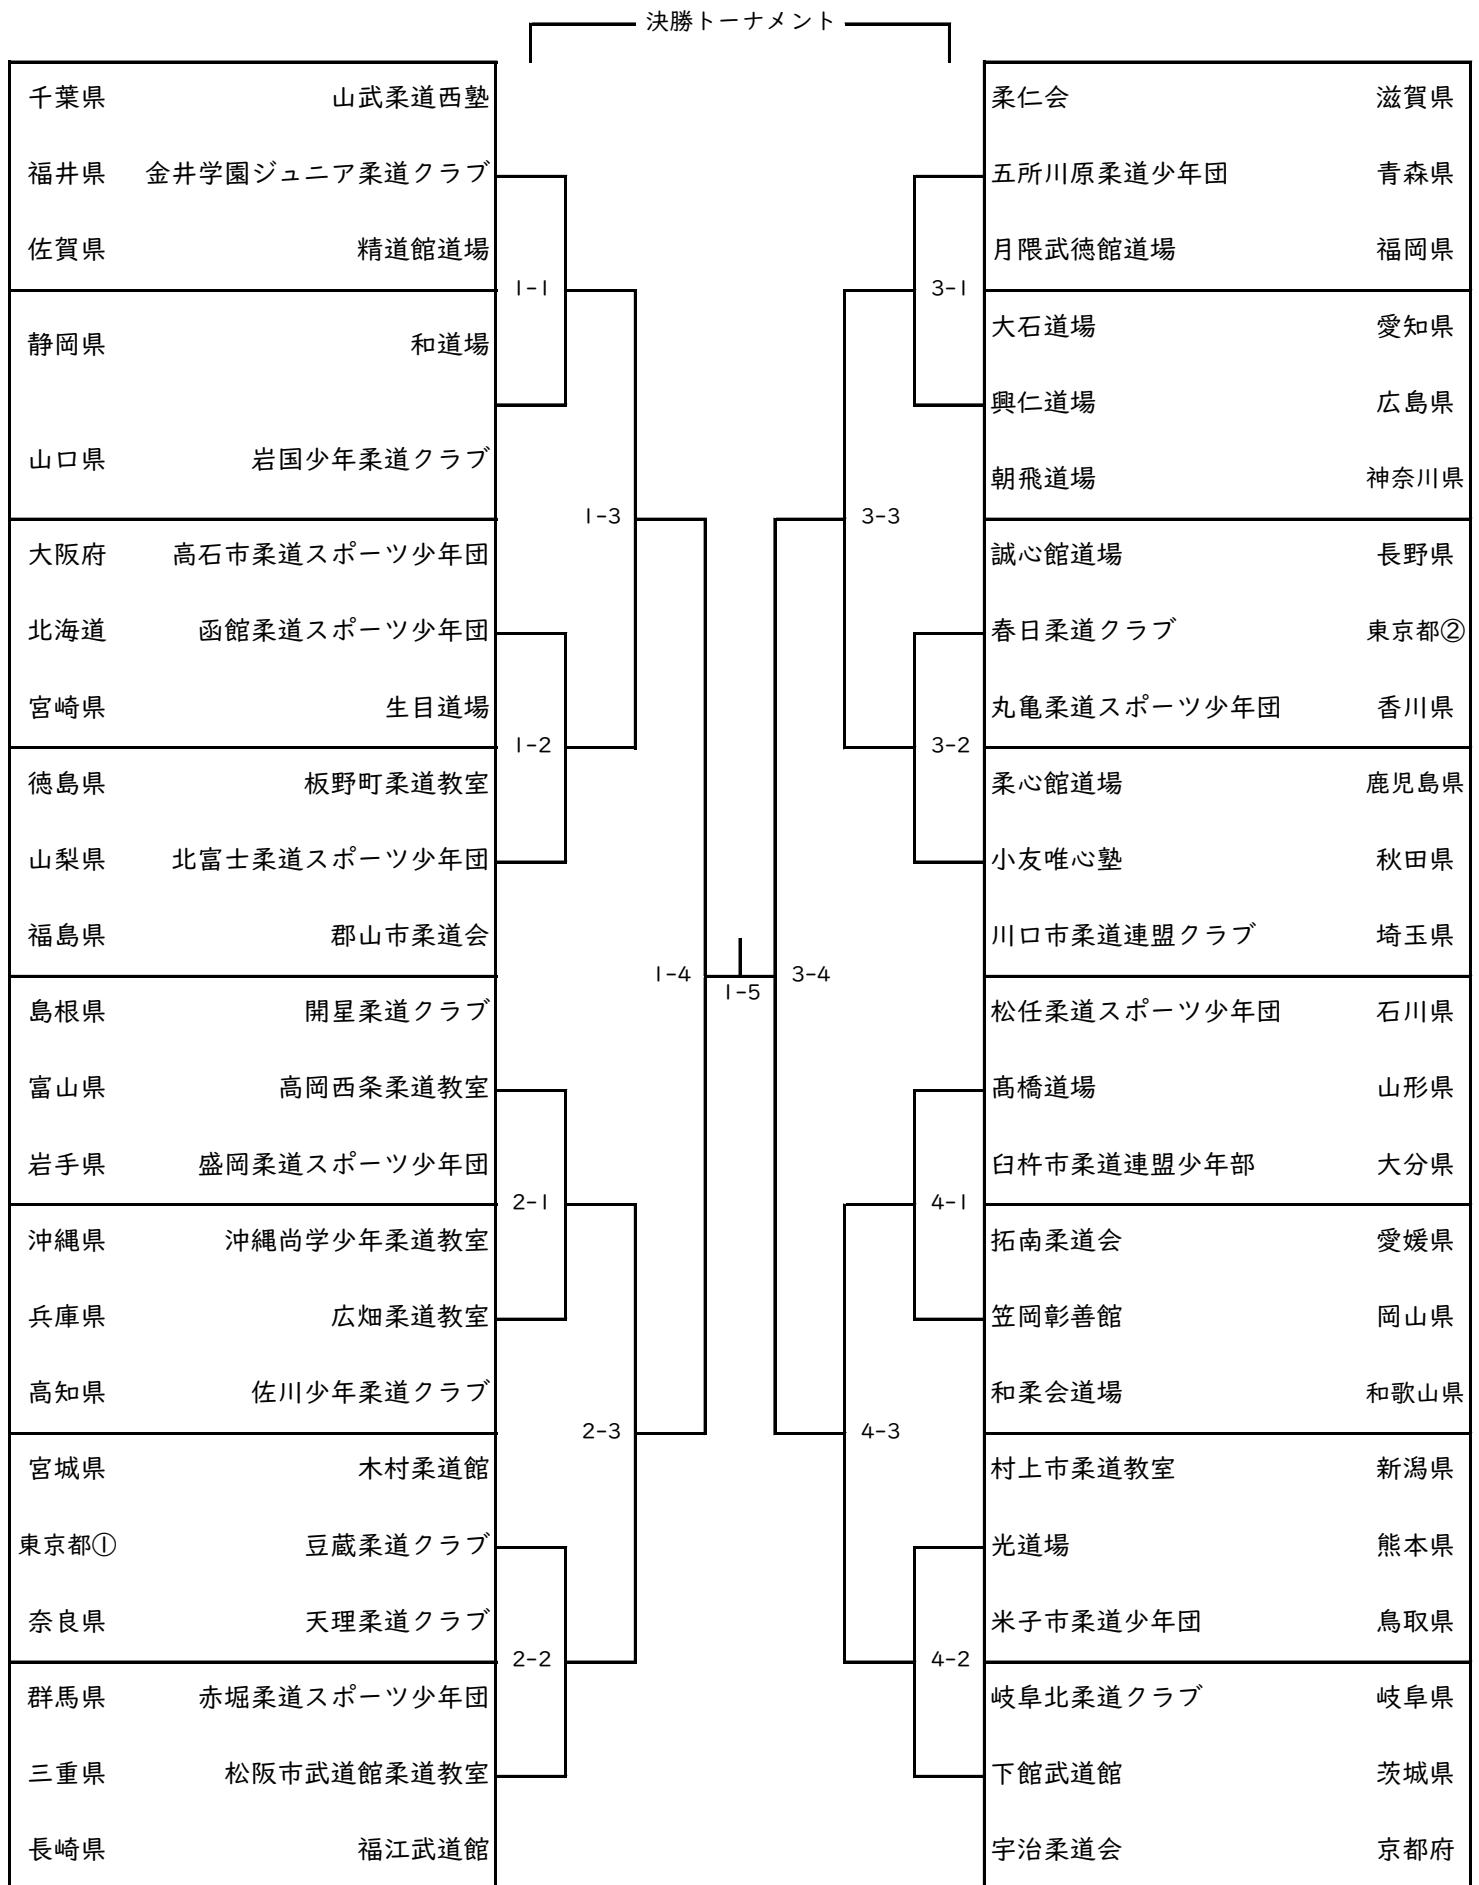 決勝トーナメント
千葉県 山武柔道西塾
福井県 金井学園ジュニア柔道クラブ
佐賀県 精道館道場
1-1
静岡県 和道場
山口県 岩国少年柔道クラブ
1-3
大阪府 高石市柔道スポーツ少年団
北海道 函館柔道スポーツ少年団
宮崎県 生目道場
1-2
徳島県 板野町柔道教室
山梨県 北富士柔道スポーツ少年団
福島県 郡山市柔道会
1-4
1-5
島根県 開星柔道クラブ
富山県 高岡西条柔道教室
岩手県 盛岡柔道スポーツ少年団
2-1
沖縄県 沖縄尚学少年柔道教室
兵庫県 広畑柔道教室
高知県 佐川少年柔道クラブ
2-3
宮城県 木村柔道館
東京都① 豆蔵柔道クラブ
奈良県 天理柔道クラブ
2-2
群馬県 赤堀柔道スポーツ少年団
三重県 松阪市武道館柔道教室
長崎県 福江武道館
柔仁会 滋賀県
五所川原柔道少年団 青森県
月隈武徳館道場 福岡県
3-1
大石道場 愛知県
興仁道場 広島県
朝飛道場 神奈川県
3-3
誠心館道場 長野県
春日柔道クラブ 東京都②
丸亀柔道スポーツ少年団 香川県
3-2
柔心館道場 鹿児島県
小友唯心塾 秋田県
川口市柔道連盟クラブ 埼玉県
3-4
松任柔道スポーツ少年団 石川県
髙橋道場 山形県
臼杵市柔道連盟少年部 大分県
4-1
拓南柔道会 愛媛県
笠岡彰善館 岡山県
和柔会道場 和歌山県
4-3
村上市柔道教室 新潟県
光道場 熊本県
米子市柔道少年団 鳥取県
4-2
岐阜北柔道クラブ 岐阜県
下館武道館 茨城県
宇治柔道会 京都府